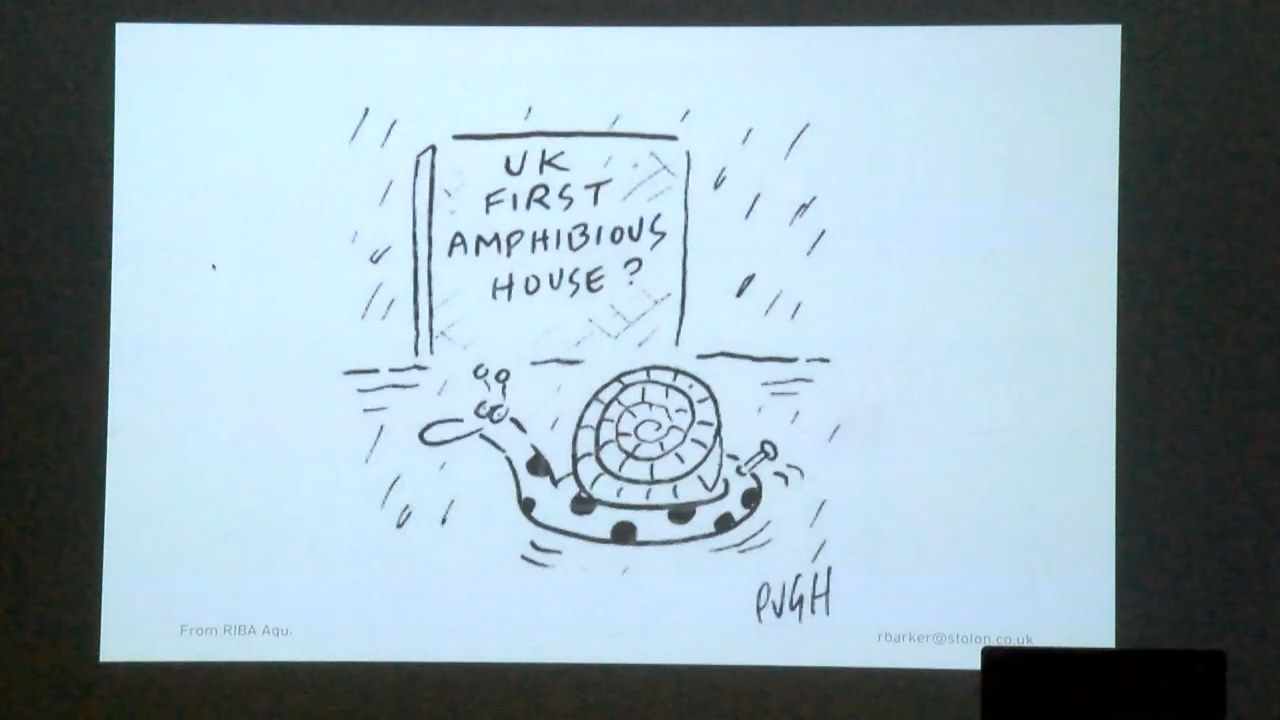 UK
FIRST
AMPHIBIOUS
HOUSE?
PUGH
From RIBA Aqu.
rbarker@stolon.co.uk